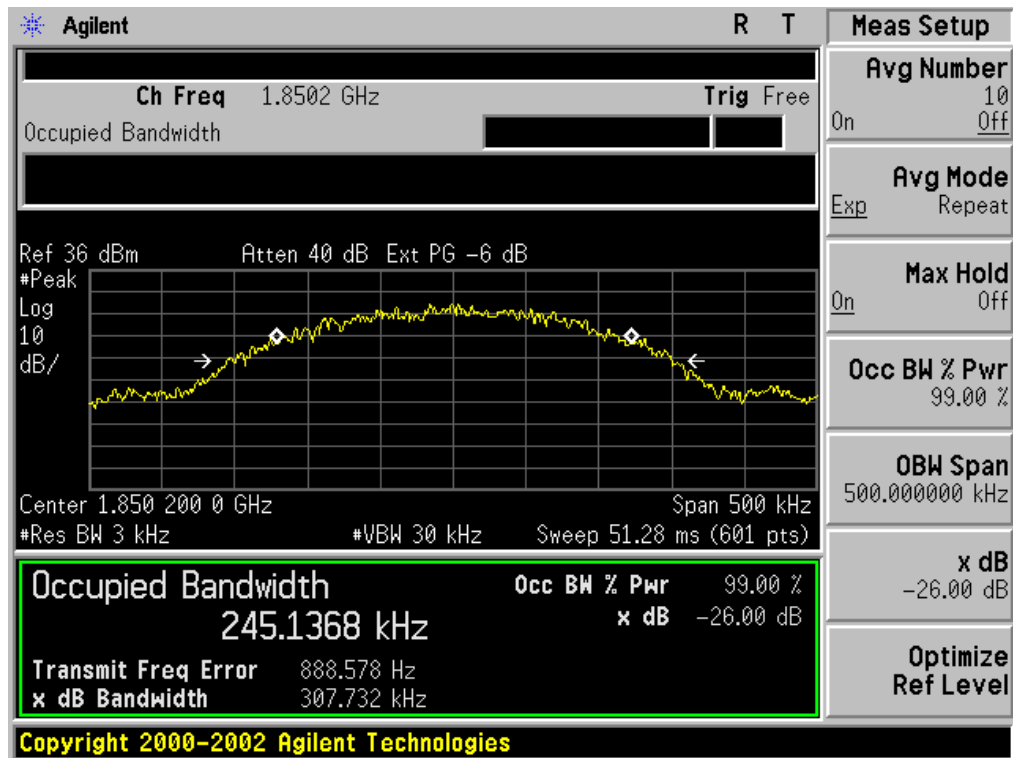 Agilent R T
Ch Freq 1.8502 GHz Trig Free
Occupied Bandwidth
Ref 36 dBm Atten 40 dB Ext PG -6 dB
#Peak
Log
10
dB/
Center 1.850 200 0 GHz Span 500 kHz
#Res BW 3 kHz #VBW 30 kHz Sweep 51.28 ms (601 pts)
Occupied Bandwidth Occ BW % Pwr 99.00 %
245.1368 kHz x dB -26.00 dB
Transmit Freq Error 888.578 Hz
x dB Bandwidth 307.732 kHz
Copyright 2000-2002 Agilent Technologies
Meas Setup
Avg Number
10
On Off
Avg Mode
Exp Repeat
Max Hold
On Off
Occ BW % Pwr
99.00 %
OBW Span
500.000000 kHz
x dB
-26.00 dB
Optimize
Ref Level